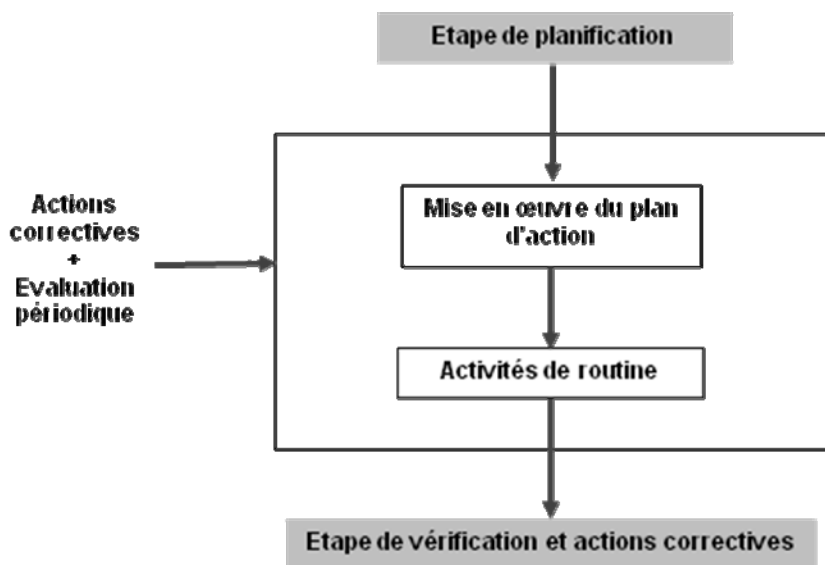 Etape de planification
Mise en œuvre du plan
d'action
Actions
correctives
+
Evaluation
périodique
Activités de routine
Etape de vérification et actions correctives